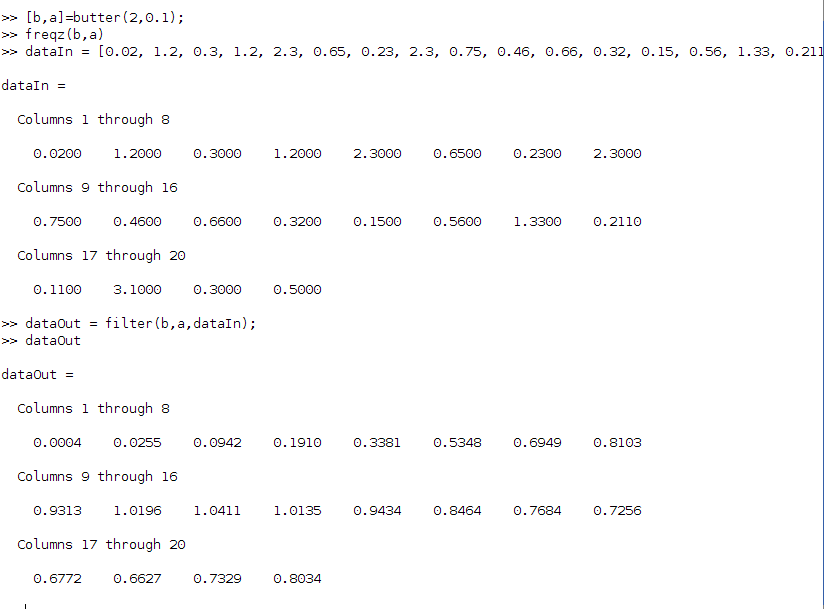 >> [b,a]=butter(2,0.1);
>> freqz(b,a)
>> dataIn = [0.02, 1.2, 0.3, 1.2, 2.3, 0.65, 0.23, 2.3, 0.75, 0.46, 0.66, 0.32, 0.15, 0.56, 1.33, 0.211
dataIn =
Columns 1 through 8
0.0200 1.2000 0.3000 1.2000 2.3000 0.6500 0.2300 2.3000
Columns 9 through 16
0.7500 0.4600 0.6600 0.3200 0.1500 0.5600 1.3300 0.2110
Columns 17 through 20
0.1100 3.1000 0.3000 0.5000
>> dataOut = filter(b,a,dataIn);
>> dataOut
dataOut =
Columns 1 through 8
0.0004 0.0255 0.0942 0.1910 0.3381 0.5348 0.6949 0.8103
Columns 9 through 16
0.9313 1.0196 1.0411 1.0135 0.9434 0.8464 0.7684 0.7256
Columns 17 through 20
0.6772 0.6627 0.7329 0.8034